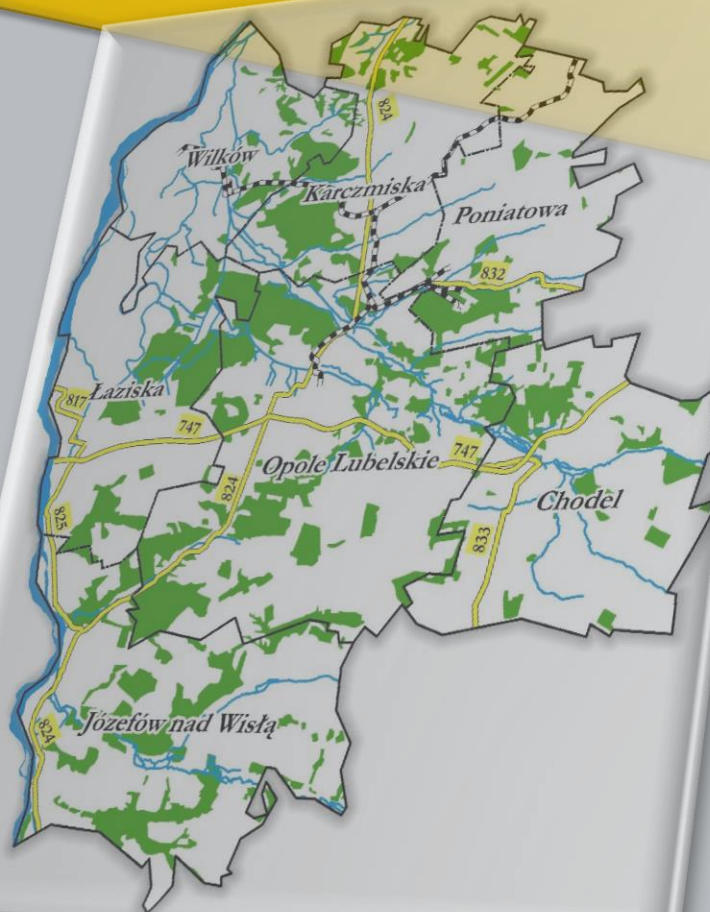 824
Wilków
Karczmiska
Poniatowa
832
817
Łaziska
747
Opole Lubelskie
747
824
Chodel
825
833
Józefów nad Wisłą
824